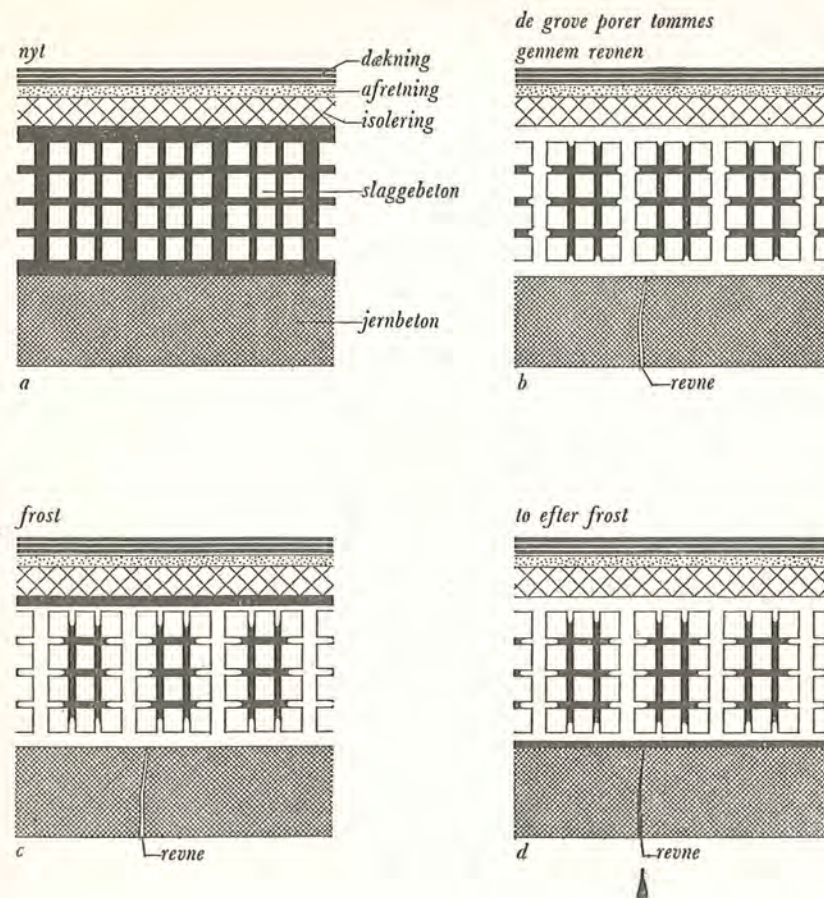 nyt
dækning
afretning
isolering
slaggebeton
jernbeton
a
de grove porer tømmes
gennem revnen
revne
b
frost
revne
c
tø efter frost
revne
d